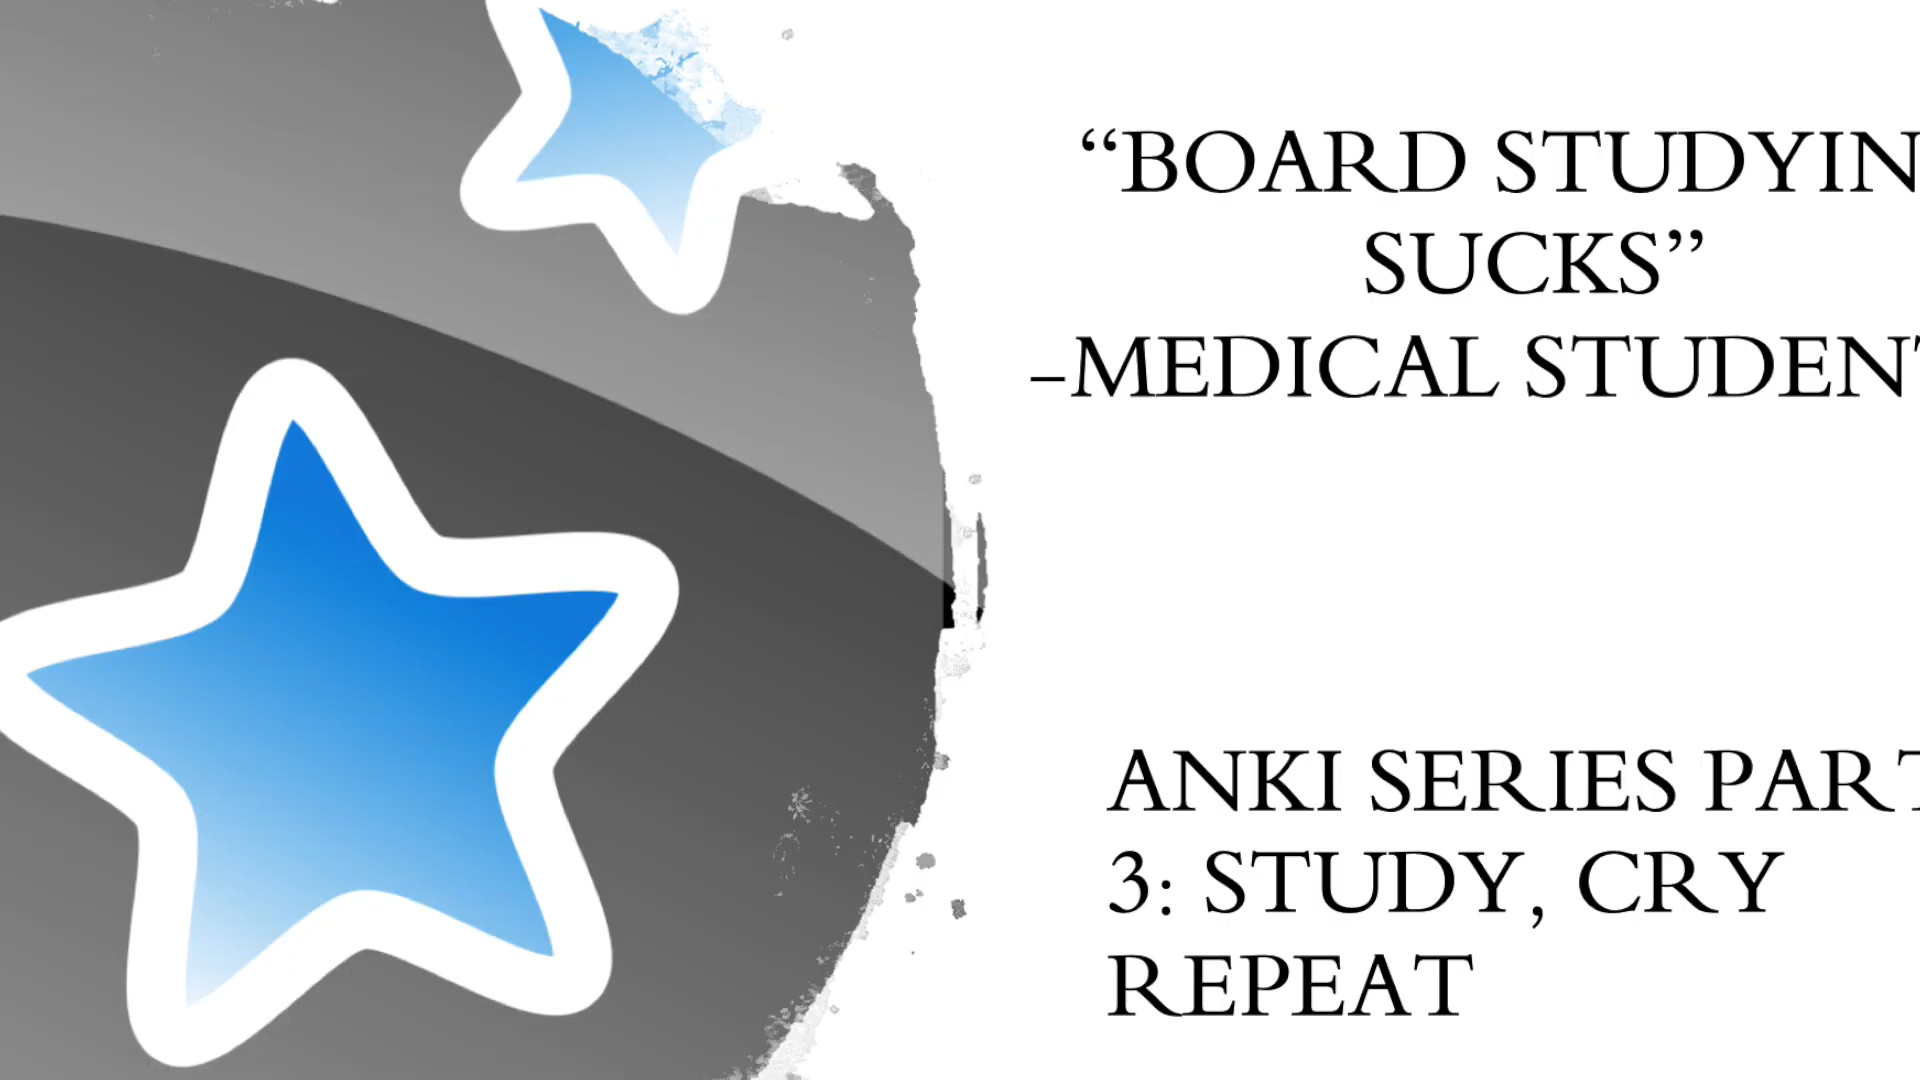 “BOARD STUDYIN
SUCKS”
–MEDICAL STUDENT
ANKI SERIES PART
3: STUDY, CRY
REPEAT